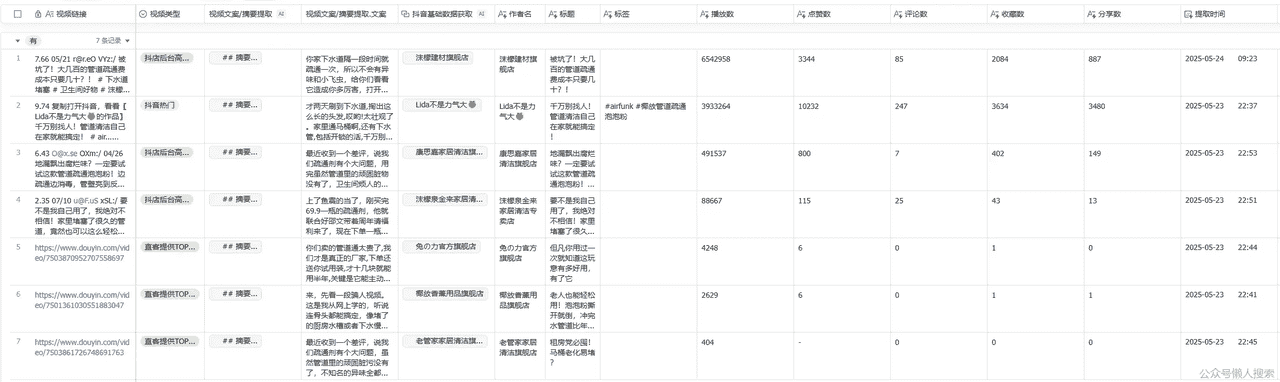 视频链接 视频类型 视频文案/摘要提取 AI 视频文案/摘要提取.文案 抖音基础数据获取 AI 作者名 标题 标签 播放数 点赞数 评论数 收藏数 分享数 提取时间
有 7 条记录
1 7.66 05/21 r@r.eO VYz:/ 被坑了！大几百的管道疏通费成本只要几十？！ # 下水道堵塞 # 卫生间好物 # 沫檬... 抖店后台高... ## 摘要... 你家下水道隔一段时间就疏通一次，所以不会有异味和小飞虫，给你们看看它造成你多厉害，打开... 沫檬建材旗舰店 沫檬建材旗舰店 被坑了！大几百的管道疏通费成本只要几十？！ 6542958 3344 85 2084 887 2025-05-24 09:23
2 9.74 复制打开抖音，看看【Lida不是力气大的作品】千万别找人！管道清洁自己在家就能搞定！ # air...... 抖音热门 ## 摘要... 才两天刷到下水道,掏出这么长的头发,哎哟!太壮观了。家里通马桶啊,还有下水管,包括开锁的活,千万别... Lida不是力气大 Lida不是力气大 千万别找人！管道清洁自己在家就能搞定！ #airfunk #椰放管道疏通泡泡粉 3933264 10232 247 3634 3480 2025-05-23 22:37
3 6.43 O@x.se OXm:/ 04/26 地漏飘出腐烂味？一定要试试这款管道疏通泡泡粉！边疏通边消毒，管壁亮到反... 抖店后台高... ## 摘要... 最近收到一个差评，说我们疏通剂有个大问题，用完虽然管道里的顽固脏物没有了，卫生间烦人的... 康思嘉家居清洁旗... 康思嘉家居清洁旗舰店 地漏飘出腐烂味？一定要试试这款管道疏通泡泡粉！... 491537 800 7 402 149 2025-05-23 22:53
4 2.35 07/10 u@F.uS xSL:/ 要不是我自己用了，我绝对不相信！家里堵塞了很久的管道，竟然也可以这么轻松... 抖店后台高... ## 摘要... 上了鱼震的当了，刚买完69.9一瓶的疏通剂，他就联合好邵文带着周年清福利来了，现在下单一瓶... 沫檬泉金来家居清... 沫檬泉金来家居清洁专卖店 要不是我自己用了，我绝对不相信！家里堵塞了很久的管... 88667 115 25 43 13 2025-05-23 22:51
5 https://www.douyin.com/video/7503870952707558697 直客提供TOP... ## 摘要... 你们卖的管道通太贵了,我们才是真正的厂家,下单还送你试用装,才十几块就能用半年,关键是它能主动... 兔の力官方旗舰店 兔の力官方旗舰店 但凡你用过一次就知道这玩意有多好用，有了它 4248 6 0 1 0 2025-05-23 22:44
6 https://www.douyin.com/video/7501361030551883047 直客提供TOP... ## 摘要... 来，先看一段骗人视频。这是我从网上学的，听说连骨头都能搞定，像堵了的厨房水槽或者下水慢... 椰放香薰用品旗舰... 椰放香薰用品旗舰店 老人也能轻松用！泡泡粉撕开就倒，冲完水管道比年... 2629 6 0 1 1 2025-05-23 22:41
7 https://www.douyin.com/video/7503861726748691763 直客提供TOP... ## 摘要... 最近收到一个差评，说我们疏通剂有个大问题，虽然管道里的顽固脏污没有了，不知名的异味全都... 老管家家居清洁旗... 老管家家居清洁旗舰店 租房党必囤！马桶老化易堵？ 404 - 0 0 0 2025-05-23 22:45
公众号懒人搜索